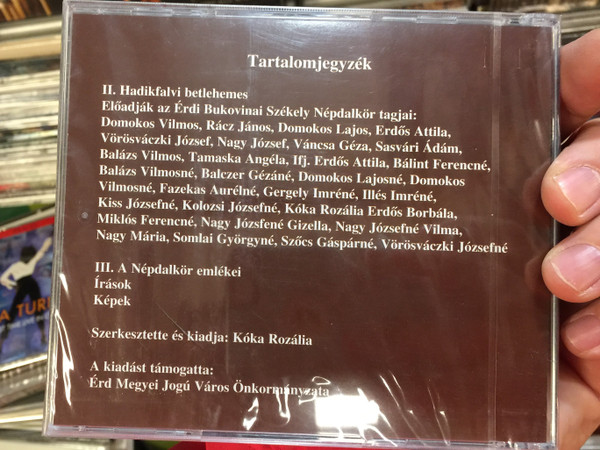 Tartalomjegyzék
II. Hadikfalvi betlehemes
Előadják az Érdi Bukovinai Székely Népdalkör tagjai:
Domokos Vilmos, Rácz János, Domokos Lajos, Erdős Attila,
Vörösváczki József, Nagy József, Váncsa Géza, Sasvári Ádám,
Balázs Vilmos, Tamaska Angéla, Ifj. Erdős Attila, Bálint Ferencné,
Balázs Vilmosné, Balczer Gézáné, Domokos Lajosné, Domokos
Vilmosné, Fazekas Aurélné, Gergely Imréné, Illés Imréné,
Kiss Józsefné, Kolozsi Józsefné, Kóka Rozália Erdős Borbála,
Miklós Ferencné, Nagy Józsfené Gizella, Nagy Józsefné Vilma,
Nagy Mária, Somlai Györgyné, Szőcs Gáspárné, Vörösváczki Józsefné
III. A Népdalkör emlékei
Írások
Képek
Szerkesztette és kiadja: Kóka Rozália
A kiadást támogatta:
Érd Megyei Jogú Város Önkormányzata
A TUR